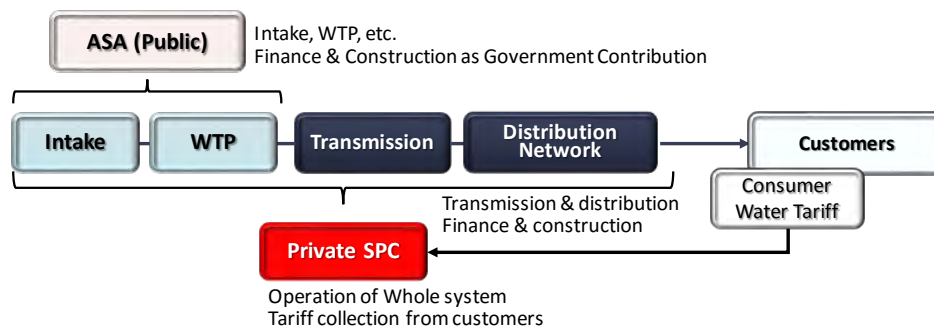 ASA (Public)
Intake, WTP, etc.
Finance & Construction as Government Contribution
Intake
WTP
Transmission
Distribution
Network
Customers
Consumer
Water Tariff
Transmission & distribution
Finance & construction
Private SPC
Operation of Whole system
Tariff collection from customers